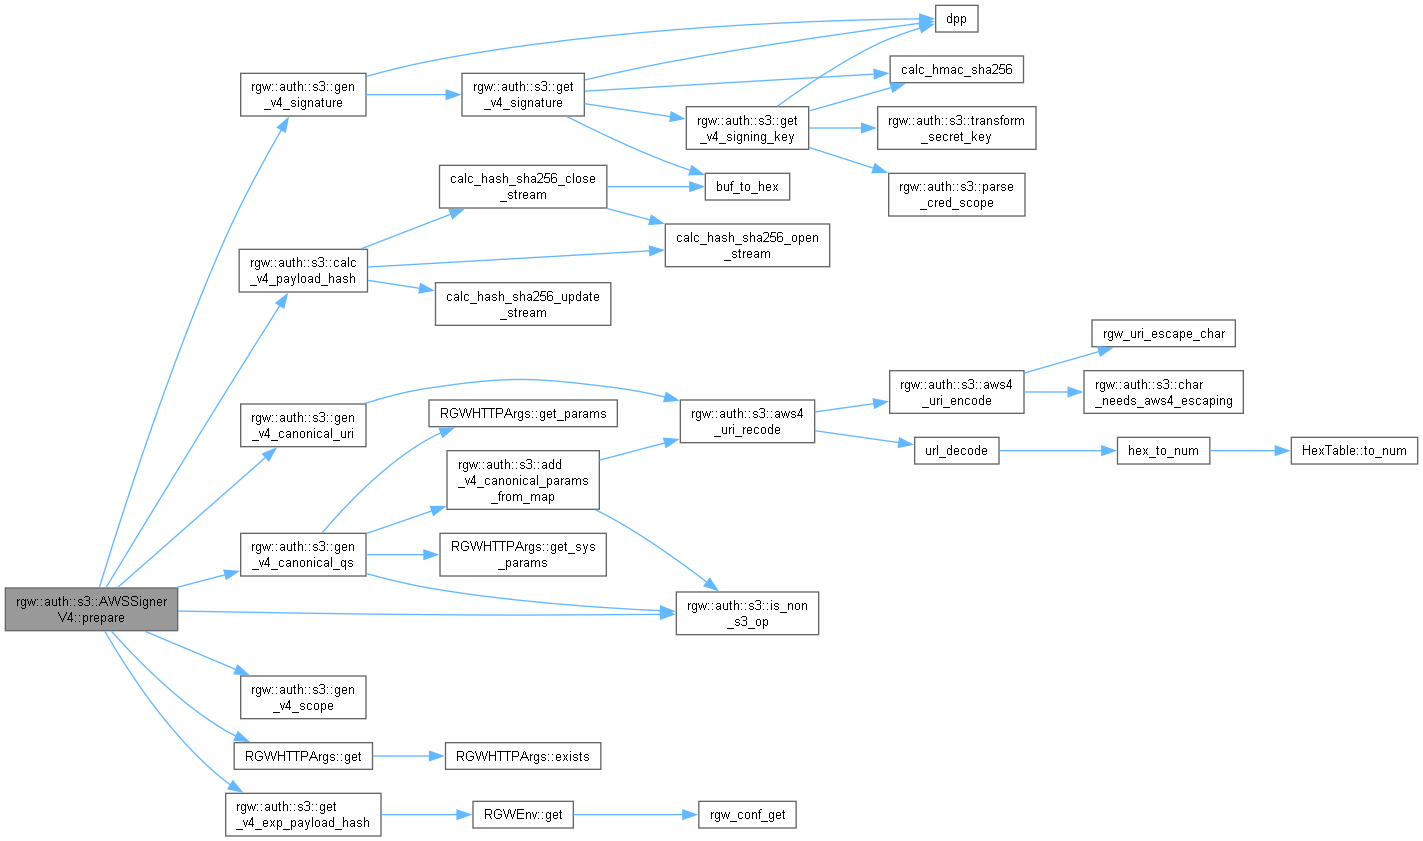 dpp
calc_hmac_sha256
rgw::auth::s3::gen
_v4_signature
rgw::auth::s3::get
_v4_signature
rgw::auth::s3::get
_v4_signing_key
rgw::auth::s3::transform
_secret_key
calc_hash_sha256_close
_stream
buf_to_hex
rgw::auth::s3::parse
_cred_scope
calc_hash_sha256_open
_stream
rgw::auth::s3::calc
_v4_payload_hash
calc_hash_sha256_update
_stream
rgw_uri_escape_char
rgw::auth::s3::aws4
_uri_encode
rgw::auth::s3::char
_needs_aws4_escaping
rgw::auth::s3::gen
_v4_canonical_uri
RGWHTTPArgs::get_params
rgw::auth::s3::aws4
_uri_recode
url_decode
hex_to_num
HexTable::to_num
rgw::auth::s3::add
_v4_canonical_params
_from_map
rgw::auth::s3::gen
_v4_canonical_qs
RGWHTTPArgs::get_sys
_params
rgw::auth::s3::AWSSigner
V4::prepare
rgw::auth::s3::is_non
_s3_op
rgw::auth::s3::gen
_v4_scope
RGWHTTPArgs::get
RGWHTTPArgs::exists
rgw::auth::s3::get
_v4_exp_payload_hash
RGWEnv::get
rgw_conf_get